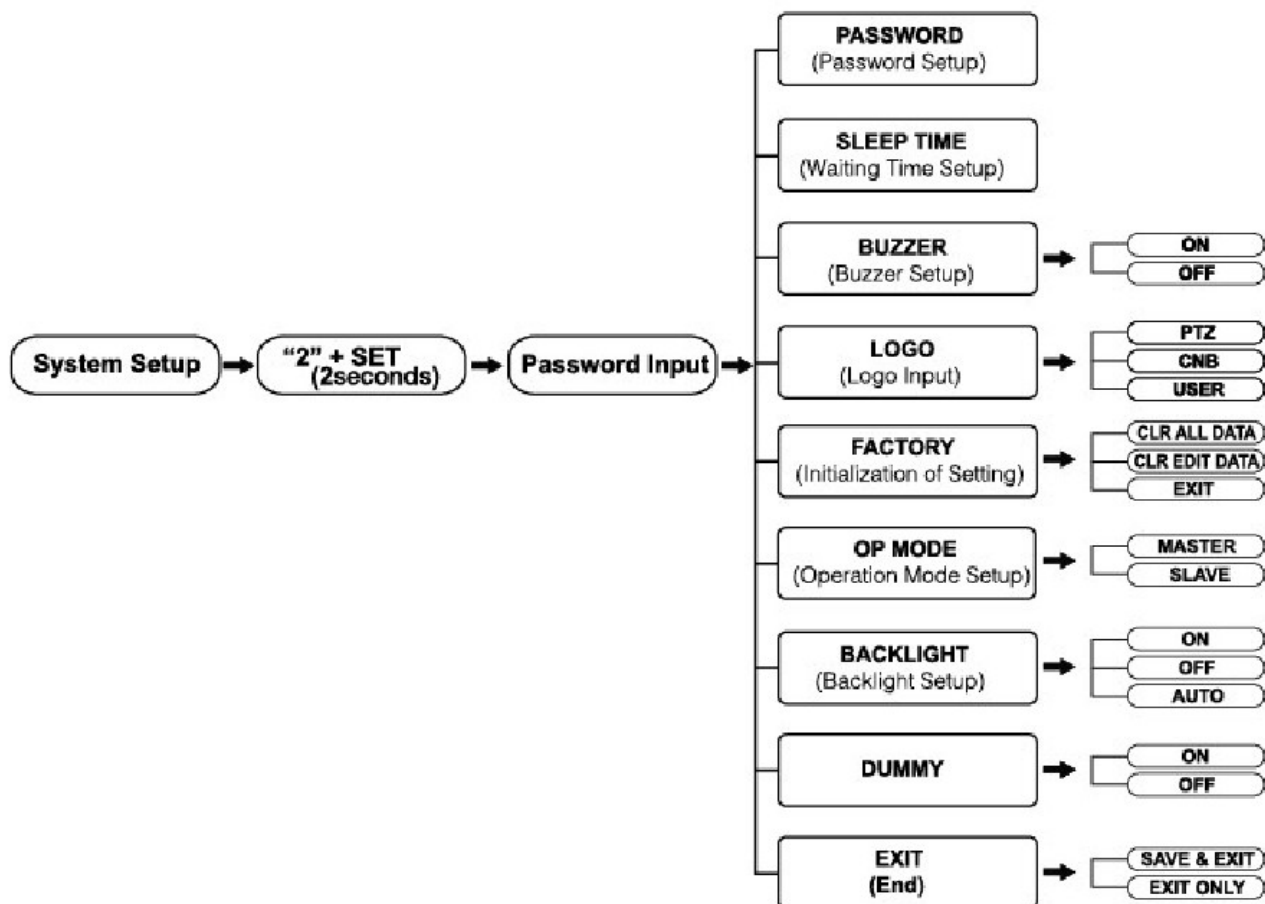 System Setup
“2” + SET
(2seconds)
Password Input
PASSWORD
(Password Setup)
SLEEP TIME
(Waiting Time Setup)
BUZZER
(Buzzer Setup)
ON
OFF
LOGO
(Logo Input)
PTZ
CNB
USER
FACTORY
(Initialization of Setting)
CLR ALL DATA
CLR EDIT DATA
EXIT
OP MODE
(Operation Mode Setup)
MASTER
SLAVE
BACKLIGHT
(Backlight Setup)
ON
OFF
AUTO
DUMMY
ON
OFF
EXIT
(End)
SAVE & EXIT
EXIT ONLY